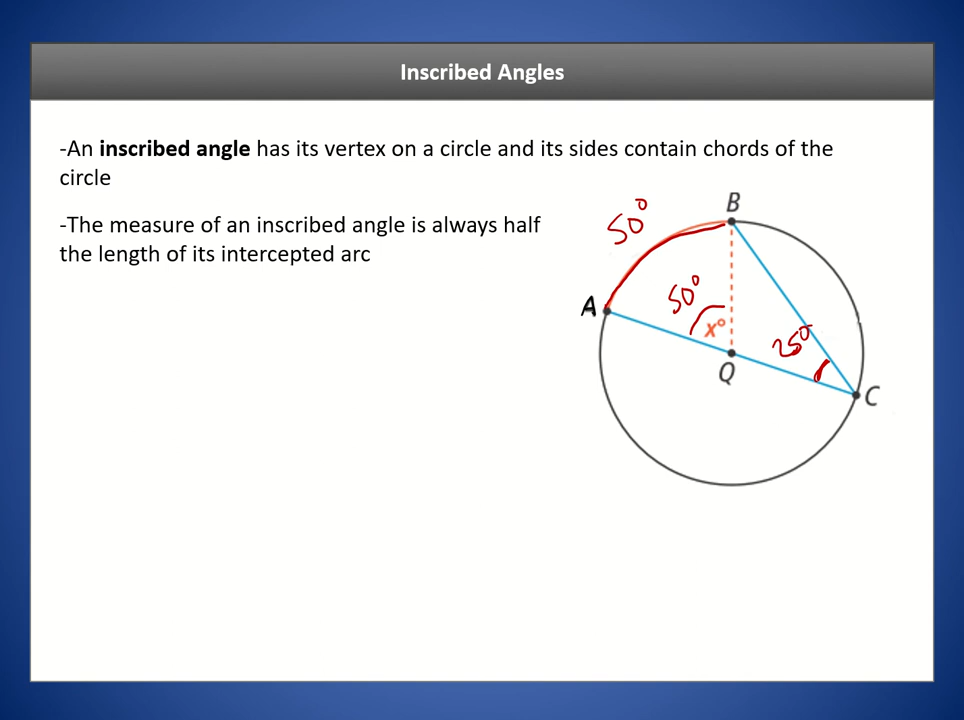 Inscribed Angles
-An inscribed angle has its vertex on a circle and its sides contain chords of the
circle
-The measure of an inscribed angle is always half
the length of its intercepted arc
B
50°
A
50°
x°
25°
Q
C